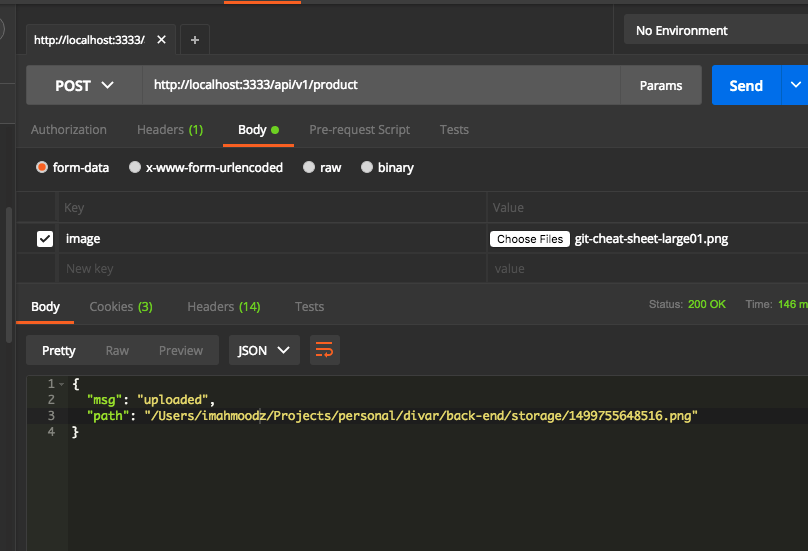 http://localhost:3333/ ✕ +
No Environment
POST http://localhost:3333/api/v1/product Params Send
Authorization Headers (1) Body Pre-request Script Tests
form-data x-www-form-urlencoded raw binary
Key Value
image Choose Files git-cheat-sheet-large01.png
New key value
Body Cookies (3) Headers (14) Tests Status: 200 OK Time: 146 m
Pretty Raw Preview JSON
1 {
2 "msg": "uploaded",
3 "path": "/Users/imahmoodz/Projects/personal/divar/back-end/storage/1499755648516.png"
4 }